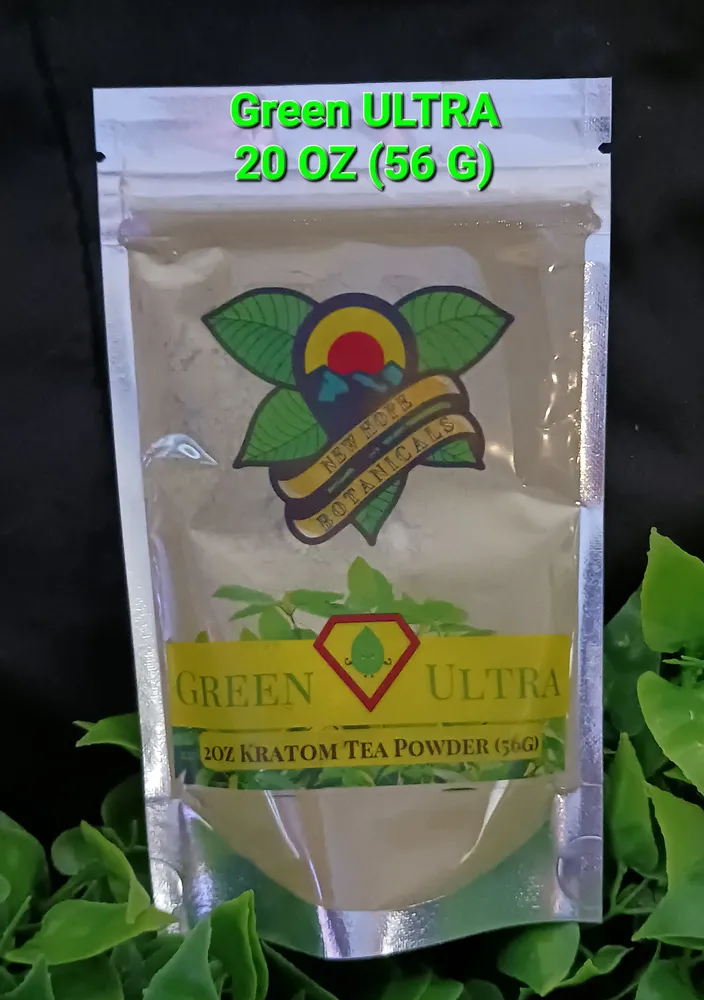 Green ULTRA
20 OZ (56 G)
NEW HOPE
BOTANICALS
GREEN ULTRA
2OZ KRATOM TEA POWDER (56G)